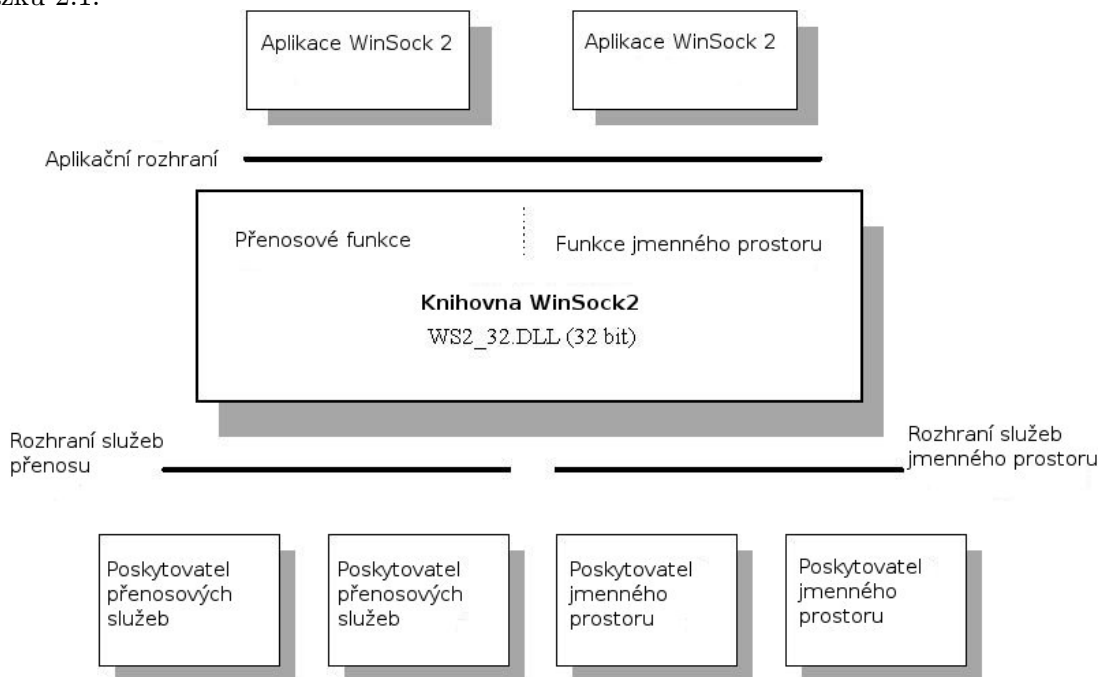 2.1.
Aplikace WinSock 2
Aplikace WinSock 2
Aplikační rozhraní
Přenosové funkce
Funkce jmenného prostoru
Knihovna WinSock2
WS2_32.DLL (32 bit)
Rozhraní služeb
přenosu
Rozhraní služeb
jmenného prostoru
Poskytovatel
přenosových
služeb
Poskytovatel
přenosových
služeb
Poskytovatel
jmenného
prostoru
Poskytovatel
jmenného
prostoru